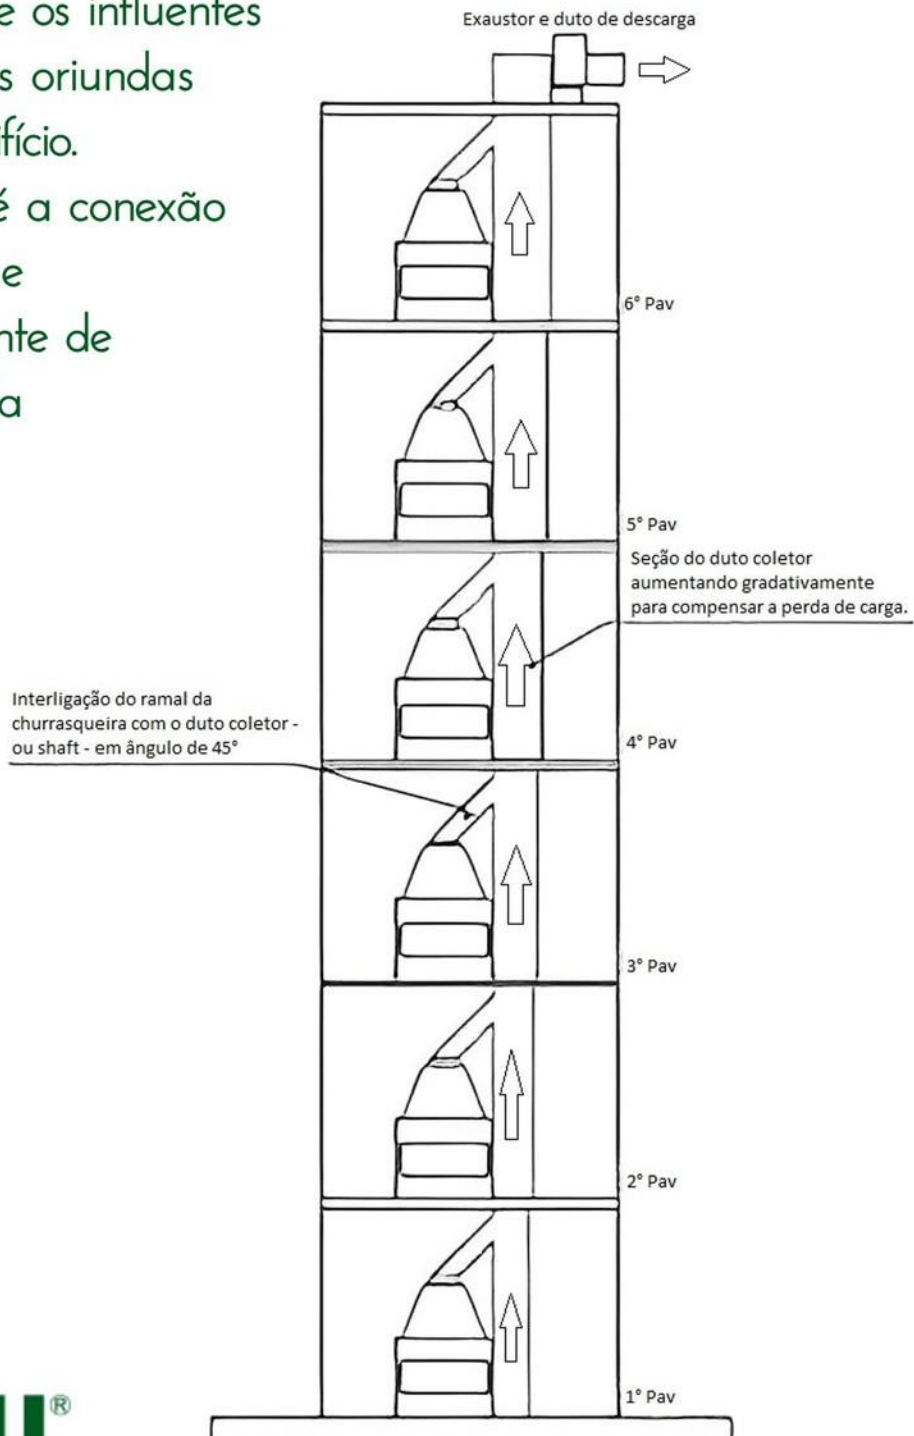 e os influentes
s oriundas
ifício.
é a conexão
e
nte de
a
Exaustor e duto de descarga
6° Pav
5° Pav
Seção do duto coletor
aumentando gradativamente
para compensar a perda de carga.
Interligação do ramal da
churrasqueira com o duto coletor -
ou shaft - em ângulo de 45°
4° Pav
3° Pav
2° Pav
1° Pav
®